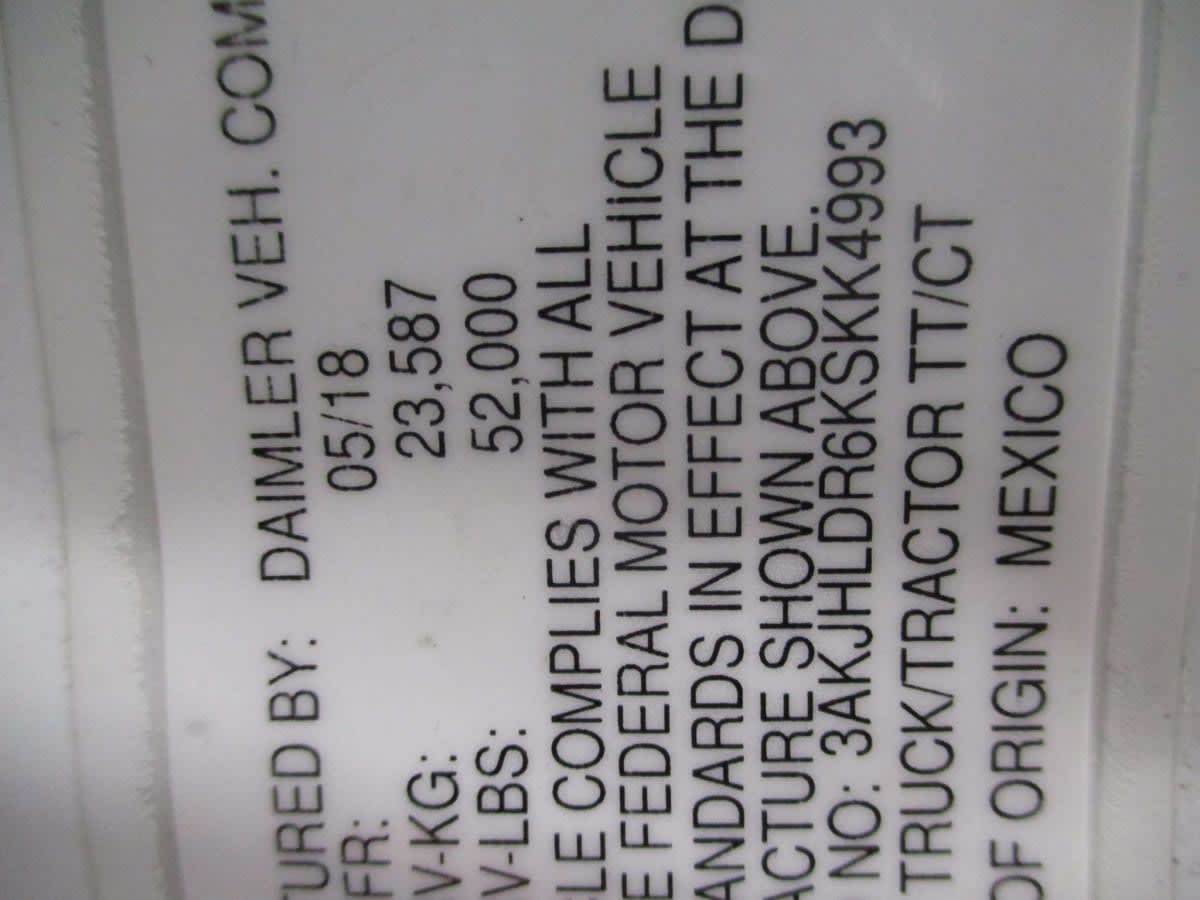 TURED BY: DAIMLER VEH. COM
FR: 05/18
V-KG: 23,587
V-LBS: 52,000
LE COMPLIES WITH ALL
E FEDERAL MOTOR VEHICLE
ANDARDS IN EFFECT AT THE D
ACTURE SHOWN ABOVE.
NO: 3AKJHLDR6KSKK4993
TRUCK/TRACTOR TT/CT
OF ORIGIN: MEXICO